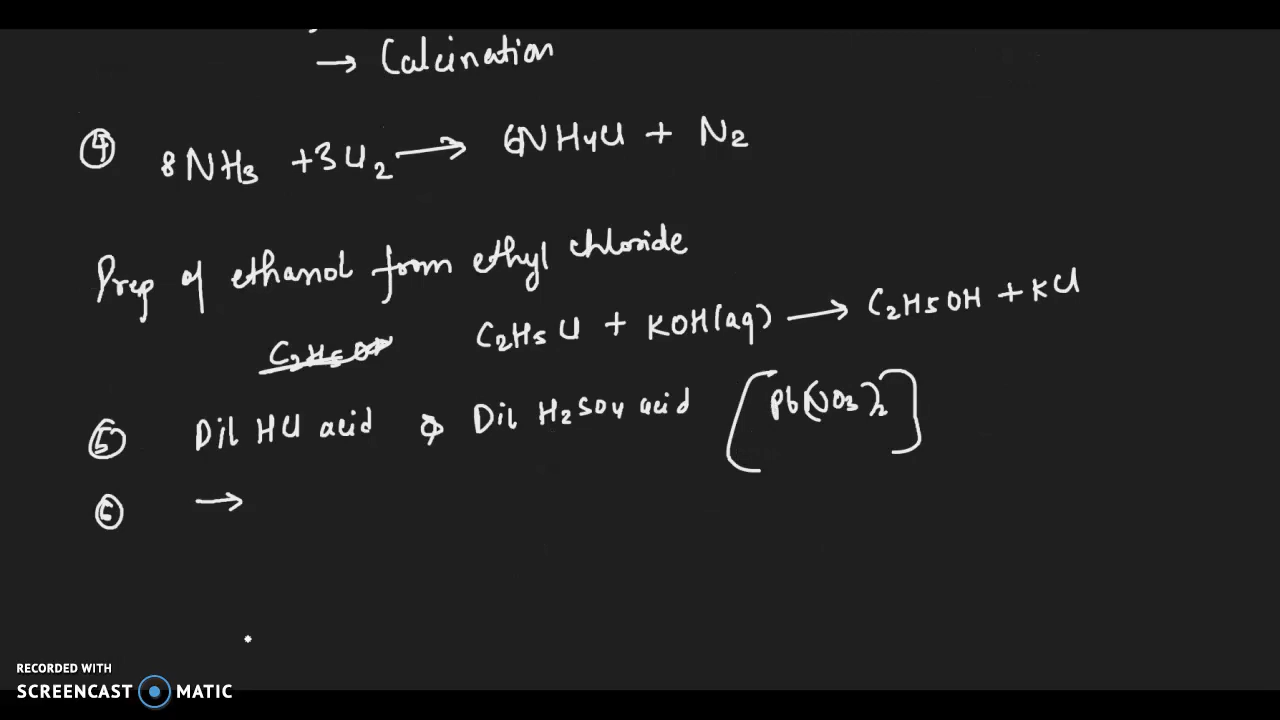 → Calcination
④ 8NH3 + 3Cl2 → 6NH4Cl + N2
Prep of ethanol from ethyl chloride
C2H5Cl + KOH(aq) → C2H5OH + KCl
⑤ Dil HCl acid & Dil H2SO4 acid [Pb(NO3)2]
⑥ →
RECORDED WITH
SCREENCAST MATIC